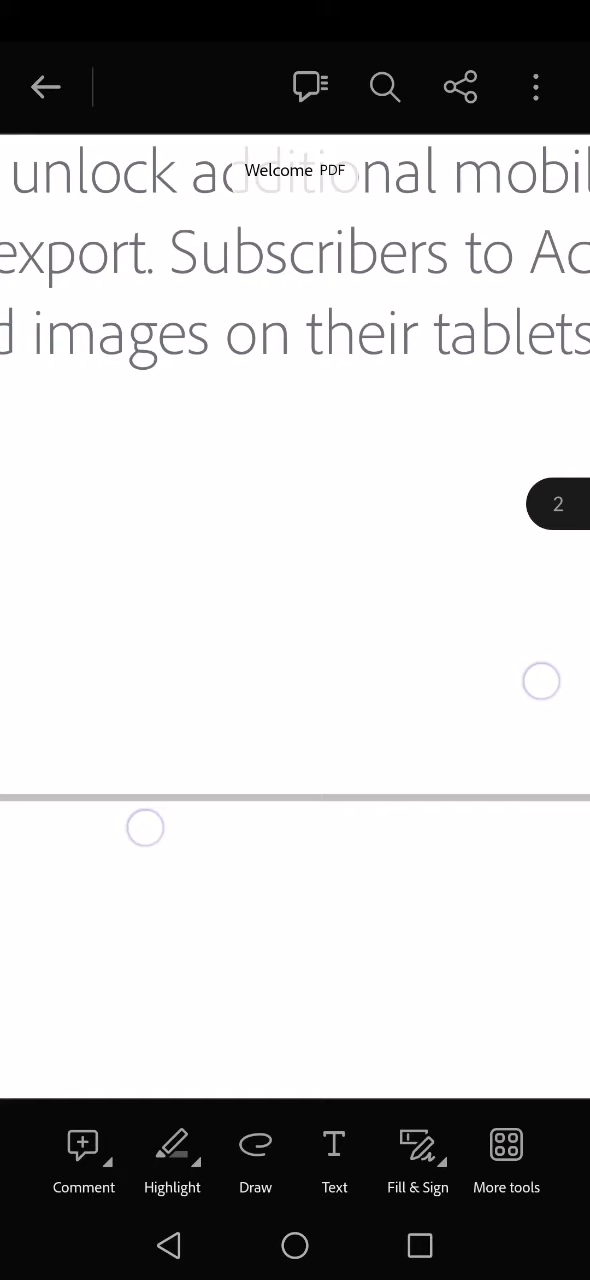 unlock additional mobil
Welcome PDF
export. Subscribers to Ac
d images on their tablets
2
Comment
Highlight
Draw
Text
Fill & Sign
More tools